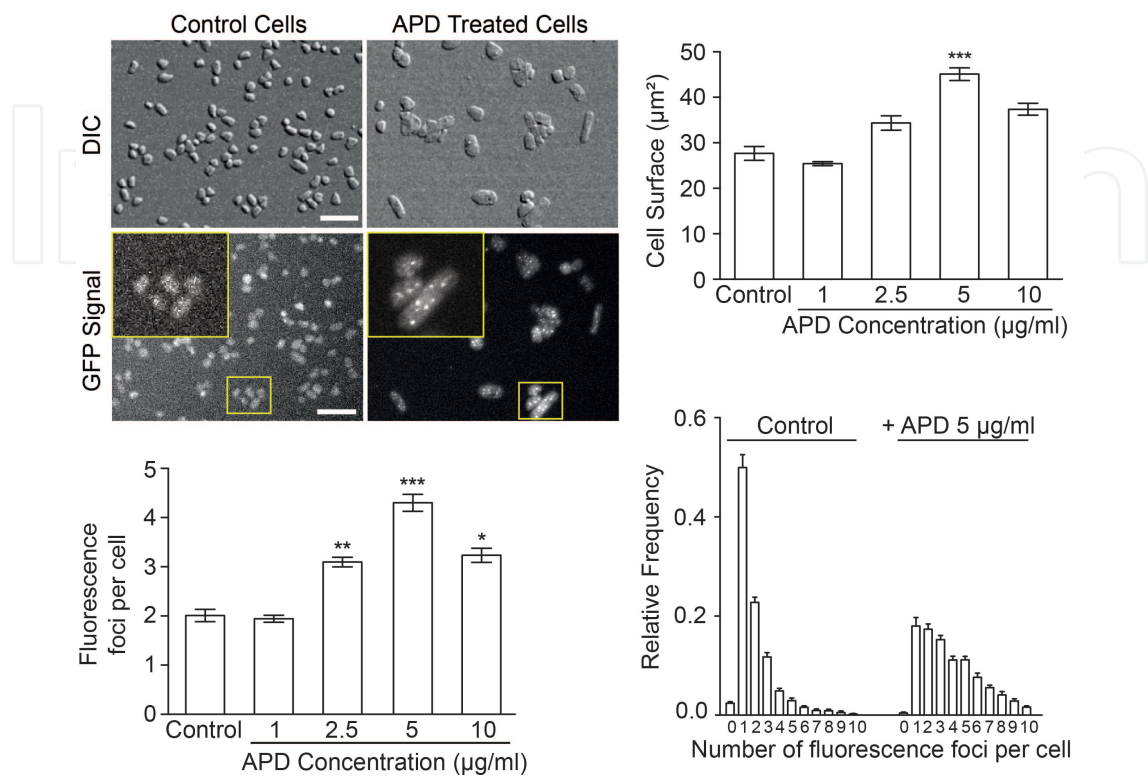 Control Cells
APD Treated Cells
DIC
GFP Signal
Cell Surface (µm²)
50
40
30
20
10
0
***
Control 1 2.5 5 10
APD Concentration (µg/ml)
Fluorescence
foci per cell
5
4
3
2
1
0
** *** *
Control 1 2.5 5 10
APD Concentration (µg/ml)
Relative Frequency
0.6
0.4
0.2
0.0
Control + APD 5 µg/ml
0 1 2 3 4 5 6 7 8 9 10 0 1 2 3 4 5 6 7 8 9 10
Number of fluorescence foci per cell